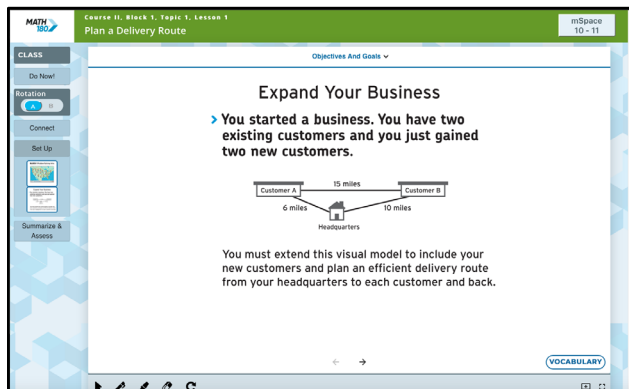 MATH
180
Course II, Block 1, Topic 1, Lesson 1
Plan a Delivery Route
mSpace
10 - 11
CLASS
Do Now!
Rotation
A B
Connect
Set Up
Summarize &
Assess
Objectives And Goals
Expand Your Business
> You started a business. You have two
existing customers and you just gained
two new customers.
15 miles
Customer A
Customer B
6 miles
10 miles
Headquarters
You must extend this visual model to include your
new customers and plan an efficient delivery route
from your headquarters to each customer and back.
VOCABULARY